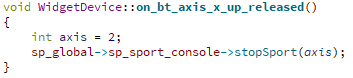 void WidgetDevice::on_bt_axis_x_up_released()
{
    int axis = 2;
    sp_global->sp_sport_console->stopSport(axis);
}